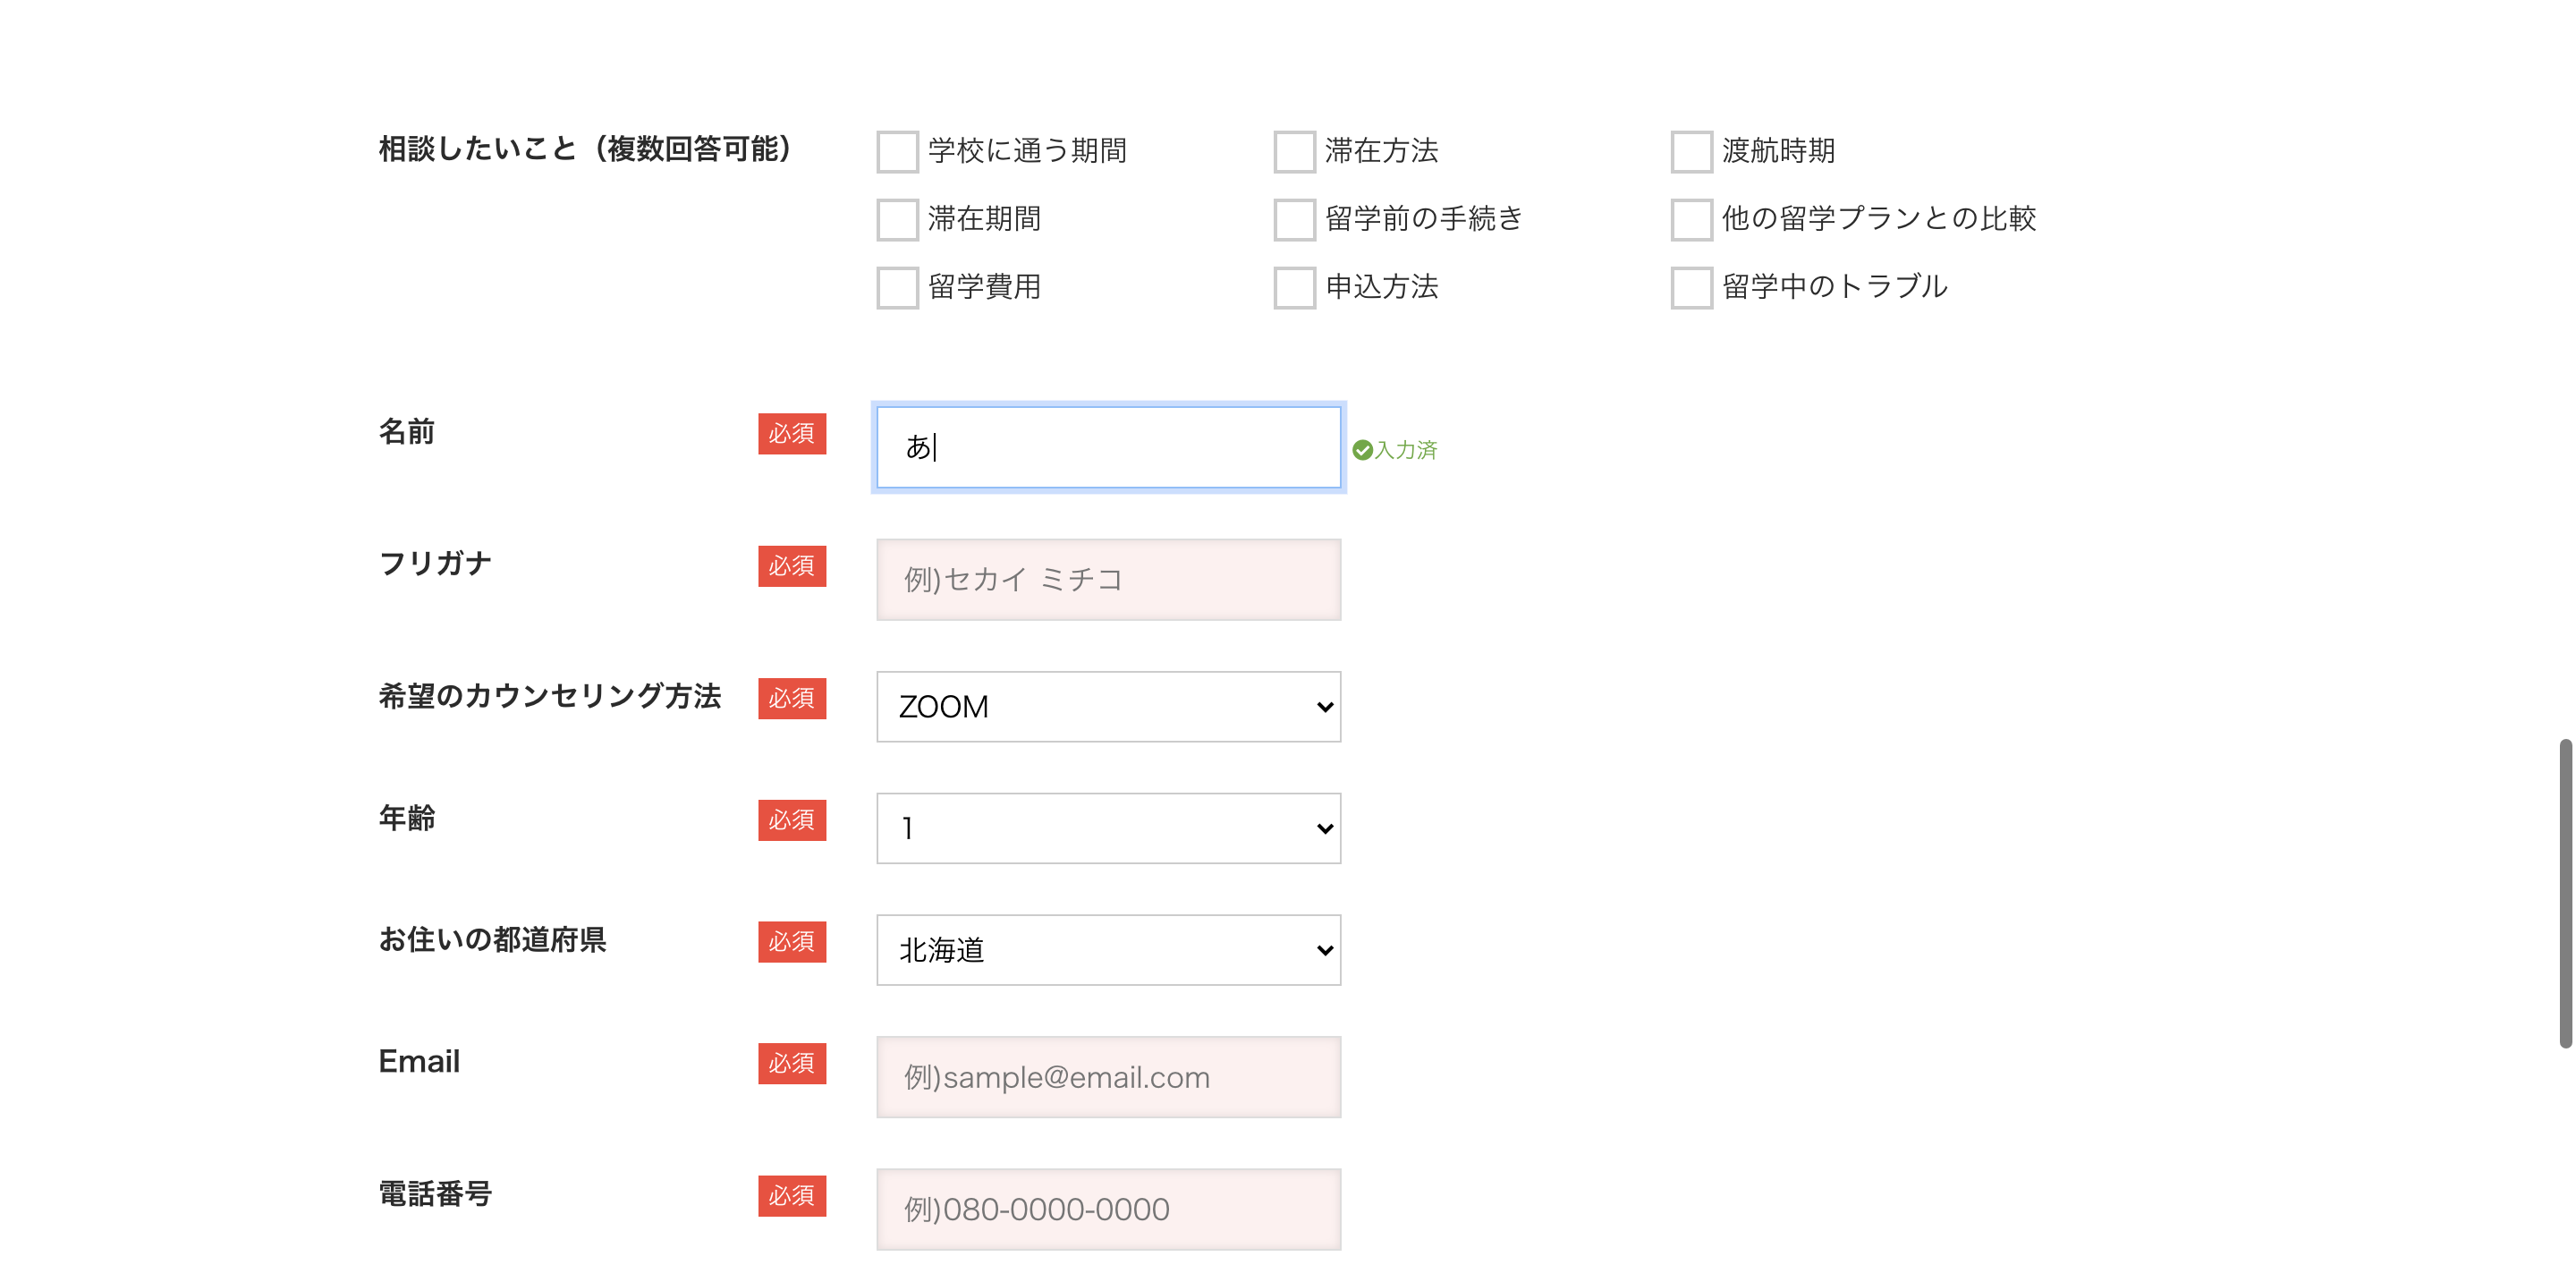 相談したいこと（複数回答可能）
学校に通う期間 滞在方法 渡航時期
滞在期間 留学前の手続き 他の留学プランとの比較
留学費用 申込方法 留学中のトラブル
名前 必須 あ 入力済
フリガナ 必須 例)セカイ ミチコ
希望のカウンセリング方法 必須 ZOOM
年齢 必須 1
お住いの都道府県 必須 北海道
Email 必須 例)sample@email.com
電話番号 必須 例)080-0000-0000